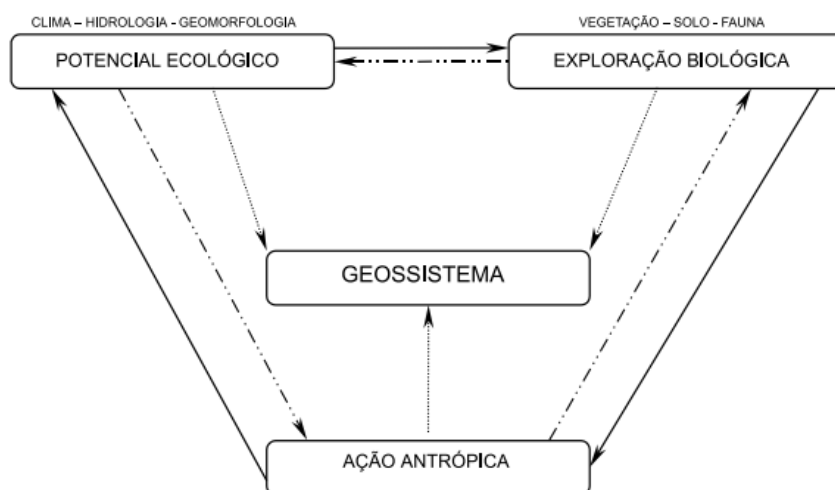 CLIMA – HIDROLOGIA - GEOMORFOLOGIA
VEGETAÇÃO – SOLO - FAUNA
POTENCIAL ECOLÓGICO
EXPLORAÇÃO BIOLÓGICA
GEOSSISTEMA
AÇÃO ANTRÓPICA